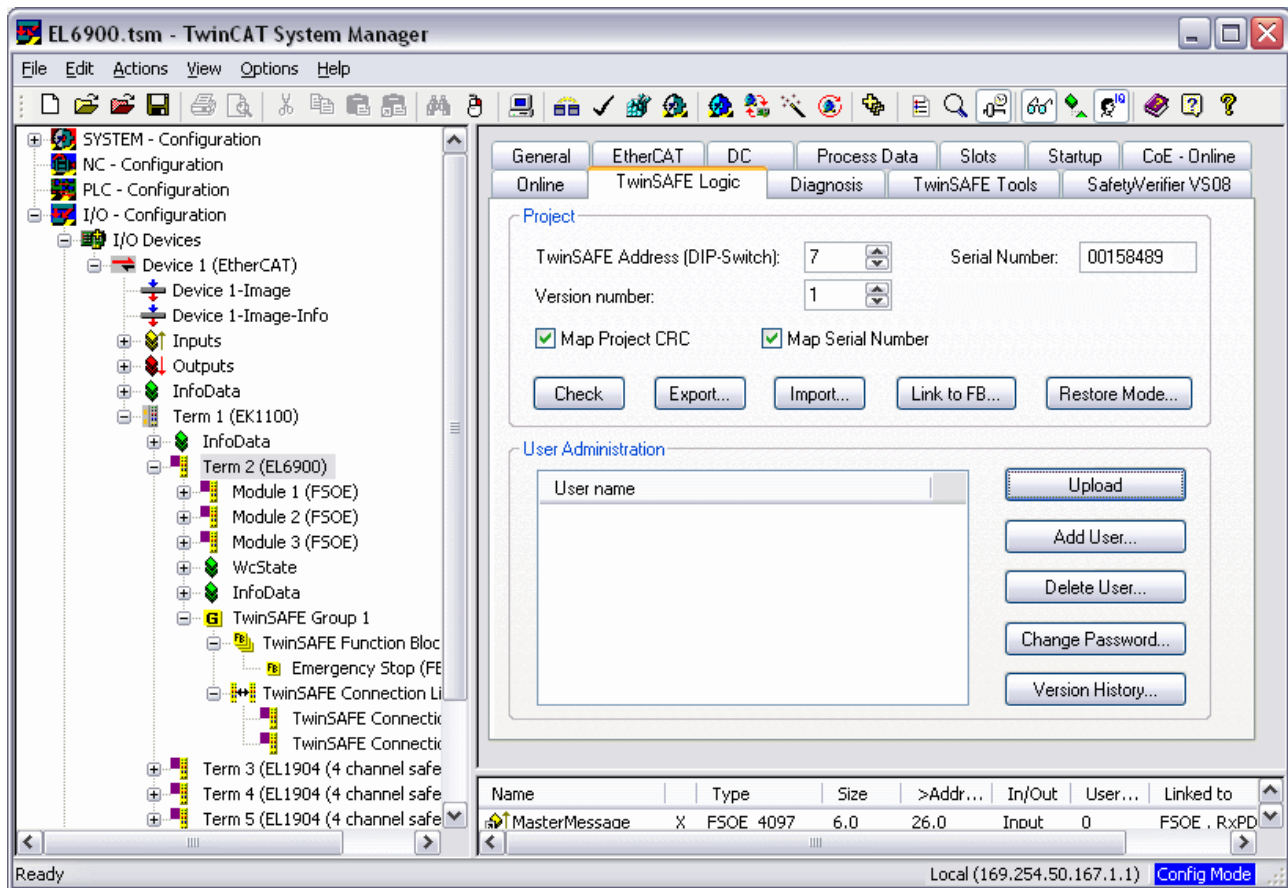 EL6900.tsm - TwinCAT System Manager
File Edit Actions View Options Help
SYSTEM - Configuration
NC - Configuration
PLC - Configuration
I/O - Configuration
I/O Devices
Device 1 (EtherCAT)
Device 1-Image
Device 1-Image-Info
Inputs
Outputs
InfoData
Term 1 (EK1100)
InfoData
Term 2 (EL6900)
Module 1 (FSOE)
Module 2 (FSOE)
Module 3 (FSOE)
WcState
InfoData
TwinSAFE Group 1
TwinSAFE Function Bloc
Emergency Stop (FE
TwinSAFE Connection Li
TwinSAFE Connectio
TwinSAFE Connectio
Term 3 (EL1904 (4 channel safe
Term 4 (EL1904 (4 channel safe
Term 5 (EL1904 (4 channel safe
General EtherCAT DC Process Data Slots Startup CoE - Online
Online TwinSAFE Logic Diagnosis TwinSAFE Tools SafetyVerifier VS08
Project
TwinSAFE Address (DIP-Switch): 7 Serial Number: 00158489
Version number: 1
Map Project CRC Map Serial Number
Check Export... Import... Link to FB... Restore Mode...
User Administration
User name
Upload
Add User...
Delete User...
Change Password...
Version History...
Name Type Size >Addr... In/Out User... Linked to
MasterMessage X FSOE_4097 6.0 26.0 Input 0 FSOE . RxPD
Ready Local (169.254.50.167.1.1) Config Mode